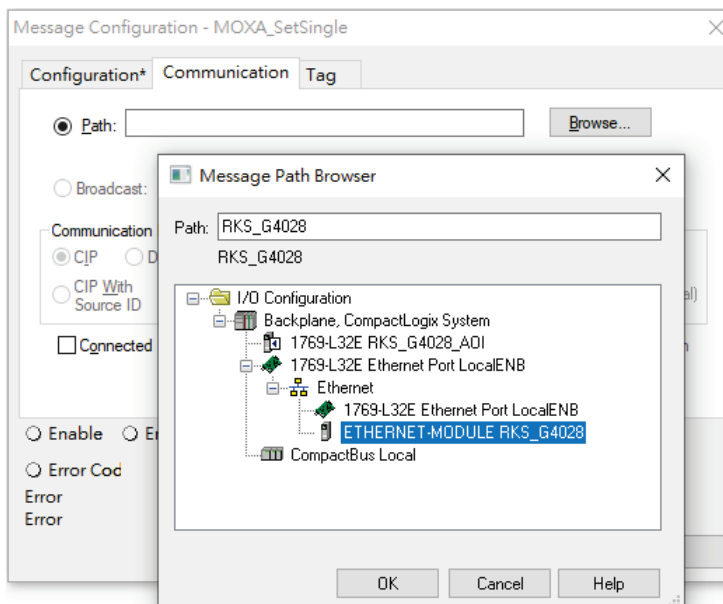 Message Configuration - MOXA_SetSingle
Configuration* Communication Tag
Path: Browse...
Message Path Browser
Broadcast:
Path: RKS_G4028
RKS_G4028
Communication
CIP D
CIP With
Source ID
al)
Connected
I/O Configuration
Backplane, CompactLogix System
1769-L32E RKS_G4028_AOI
1769-L32E Ethernet Port LocalENB
Ethernet
1769-L32E Ethernet Port LocalENB
ETHERNET-MODULE RKS_G4028
CompactBus Local
Enable
Error Cod
Error
Error
OK Cancel Help